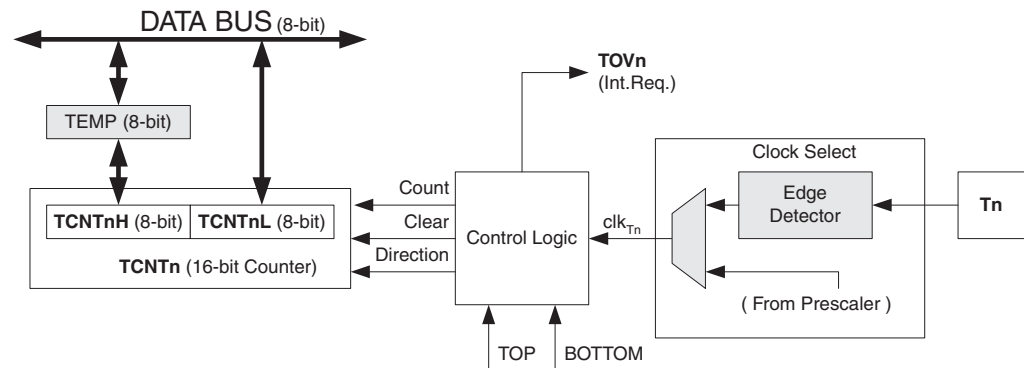 DATA BUS (8-bit)
TOVn
(Int.Req.)
TEMP (8-bit)
Clock Select
Count
Edge
Detector
Tn
TCNTnH (8-bit) TCNTnL (8-bit)
Clear
Control Logic
clkTn
TCNTn (16-bit Counter)
Direction
( From Prescaler )
TOP
BOTTOM